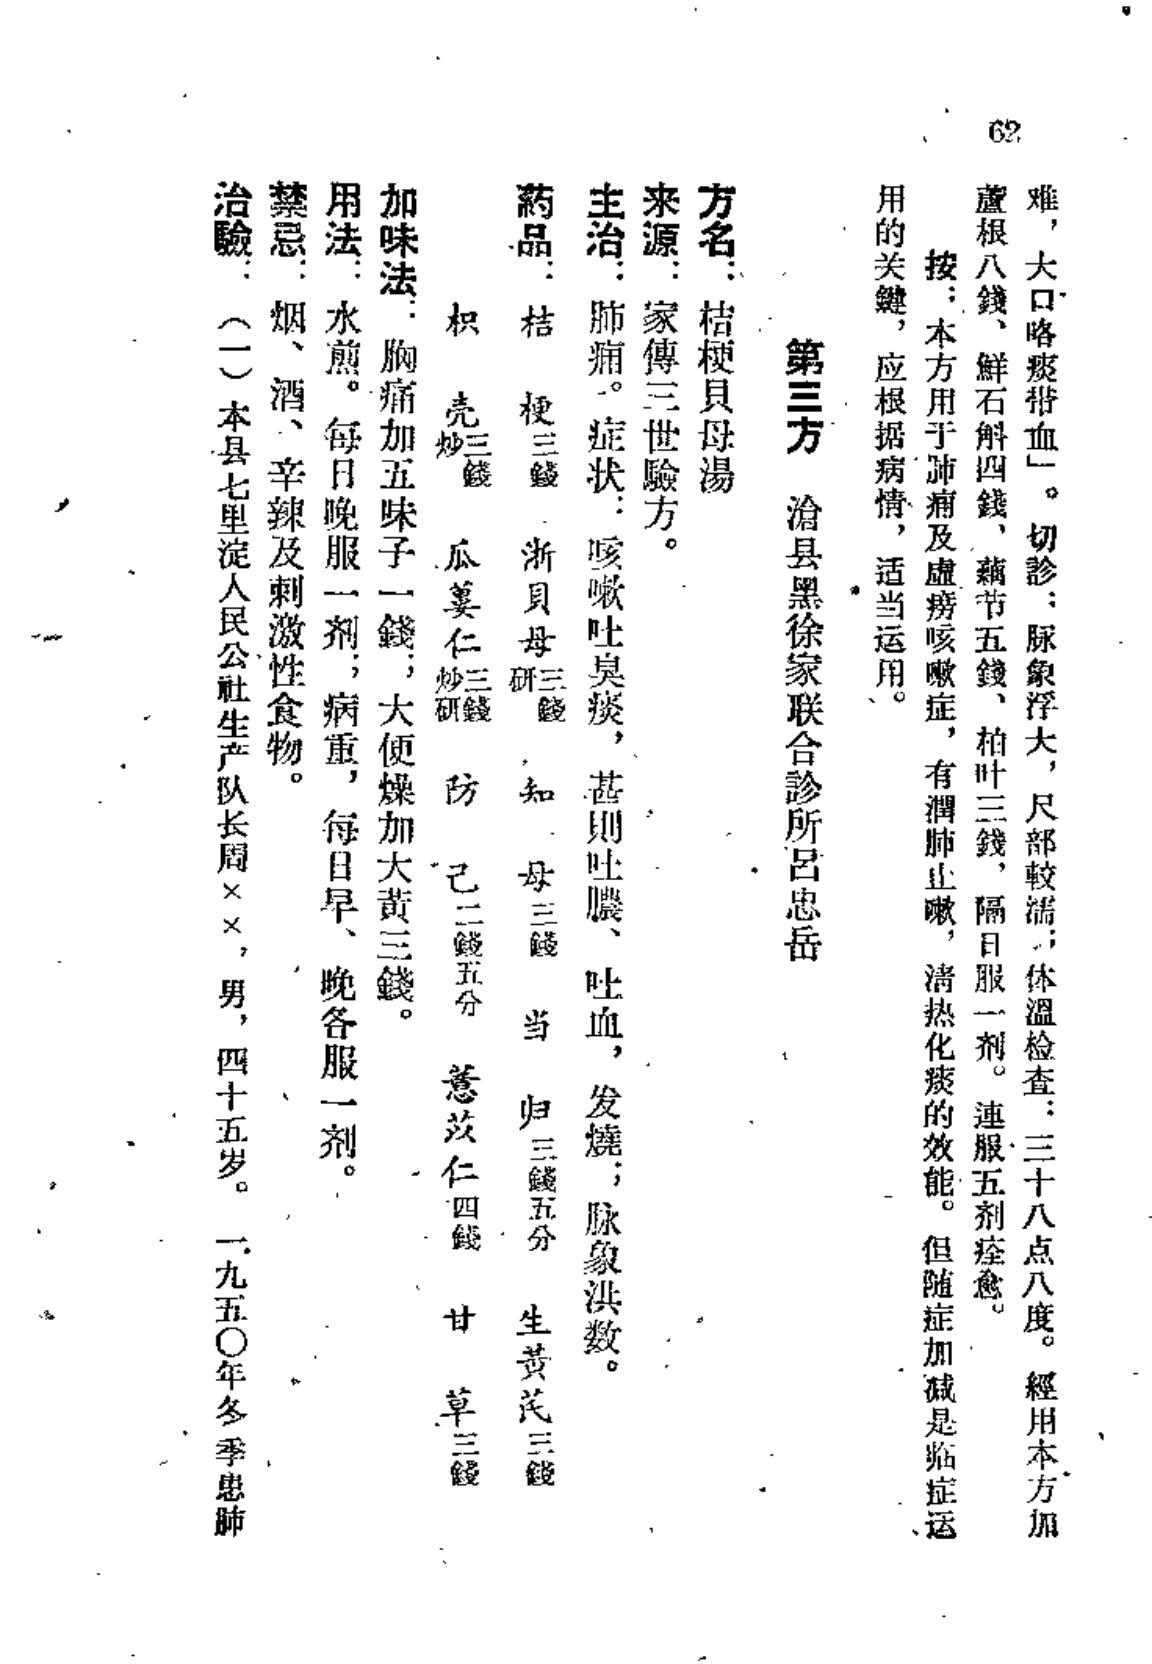 62
难，大口咯痰带血」。切診：脉象浮大，尺部較濡；体溫检查：三十八点八度。經用本方加
蘆根八錢、鮮石斛四錢、藕节五錢、柏叶三錢，隔日服一剂。連服五剂痊愈。
按：本方用于肺痈及虛痨咳嗽症，有潤肺止嗽，淸热化痰的效能。但随症加减是临症运
用的关鍵，应根据病情，适当运用。
第三方　滄县黑徐家联合診所呂忠岳
方名：桔梗貝母湯
来源：家傳三世驗方。
主治：肺痈。症状：咳嗽吐臭痰，甚則吐膿、吐血，发燒；脉象洪数。
葯品：桔梗三錢　浙貝母研三錢　知母三錢　当归三錢五分　生黃芪三錢
枳壳炒三錢　瓜蔞仁炒研三錢　防己二錢五分　薏苡仁四錢　甘草三錢
加味法：胸痛加五味子一錢；大便燥加大黃三錢。
用法：水煎。每日晚服一剂；病重，每日早、晚各服一剂。
禁忌：烟、酒、辛辣及刺激性食物。
治驗：（一）本县七里淀人民公社生产队长周××，男，四十五岁。一九五〇年冬季患肺